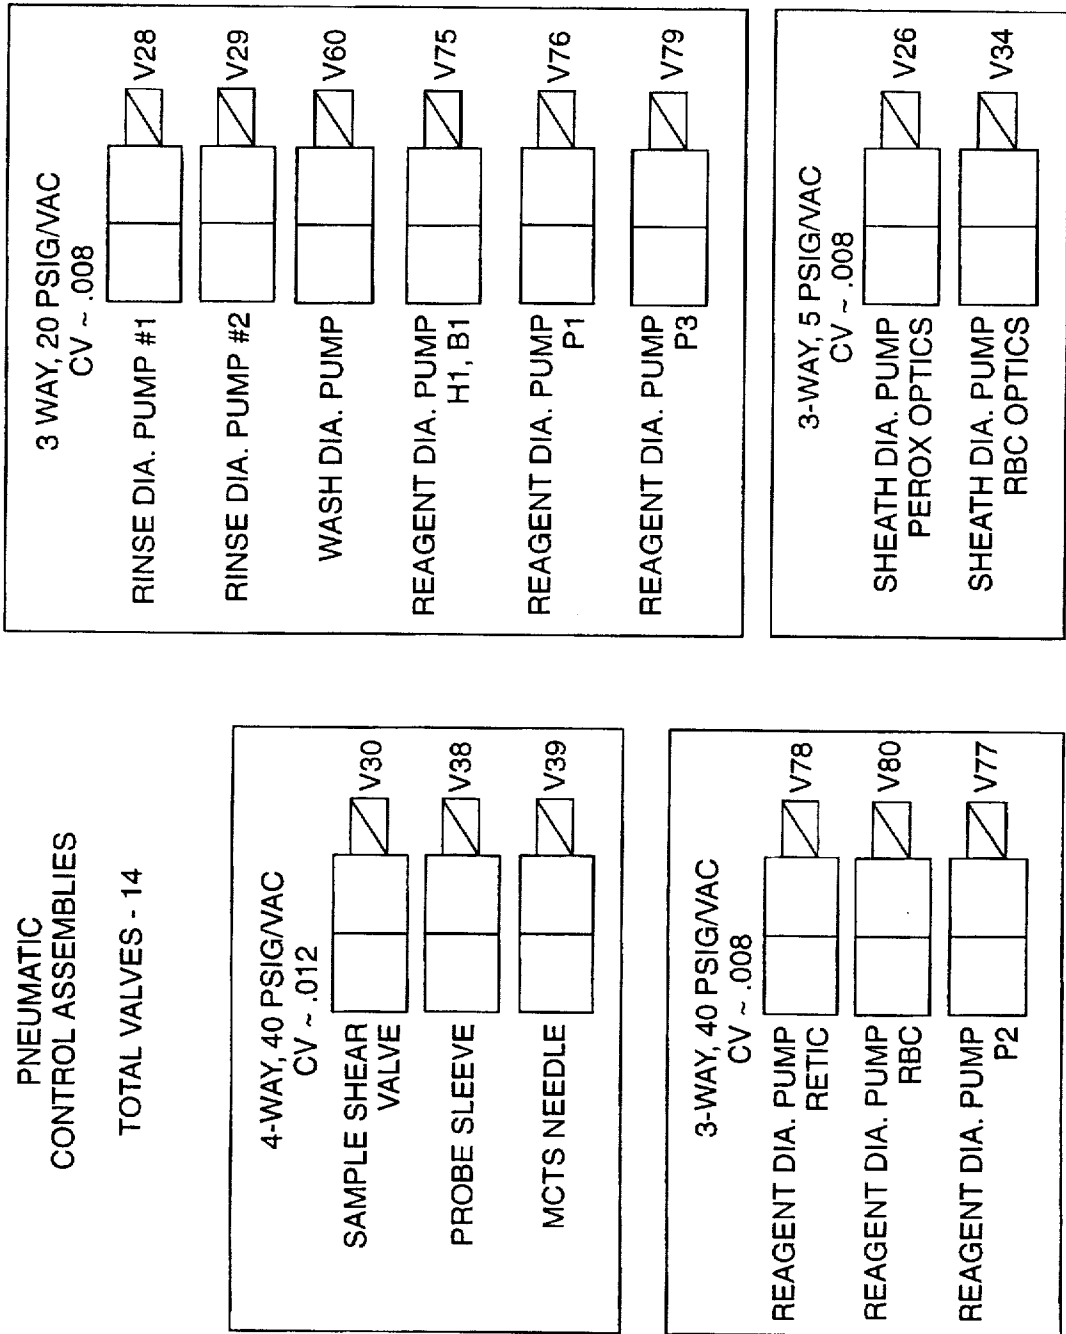 PNEUMATIC
CONTROL ASSEMBLIES
TOTAL VALVES - 14
4-WAY, 40 PSIG/VAC
CV ~ .012
SAMPLE SHEAR
VALVE
V30
PROBE SLEEVE
V38
MCTS NEEDLE
V39
3-WAY, 40 PSIG/VAC
CV ~ .008
REAGENT DIA. PUMP
RETIC
V78
REAGENT DIA. PUMP
RBC
V80
REAGENT DIA. PUMP
P2
V77
3 WAY, 20 PSIG/VAC
CV ~ .008
RINSE DIA. PUMP #1
V28
RINSE DIA. PUMP #2
V29
WASH DIA. PUMP
V60
REAGENT DIA. PUMP
H1, B1
V75
REAGENT DIA. PUMP
P1
V76
REAGENT DIA. PUMP
P3
V79
3-WAY, 5 PSIG/VAC
CV ~ .008
SHEATH DIA. PUMP
PEROX OPTICS
V26
SHEATH DIA. PUMP
RBC OPTICS
V34